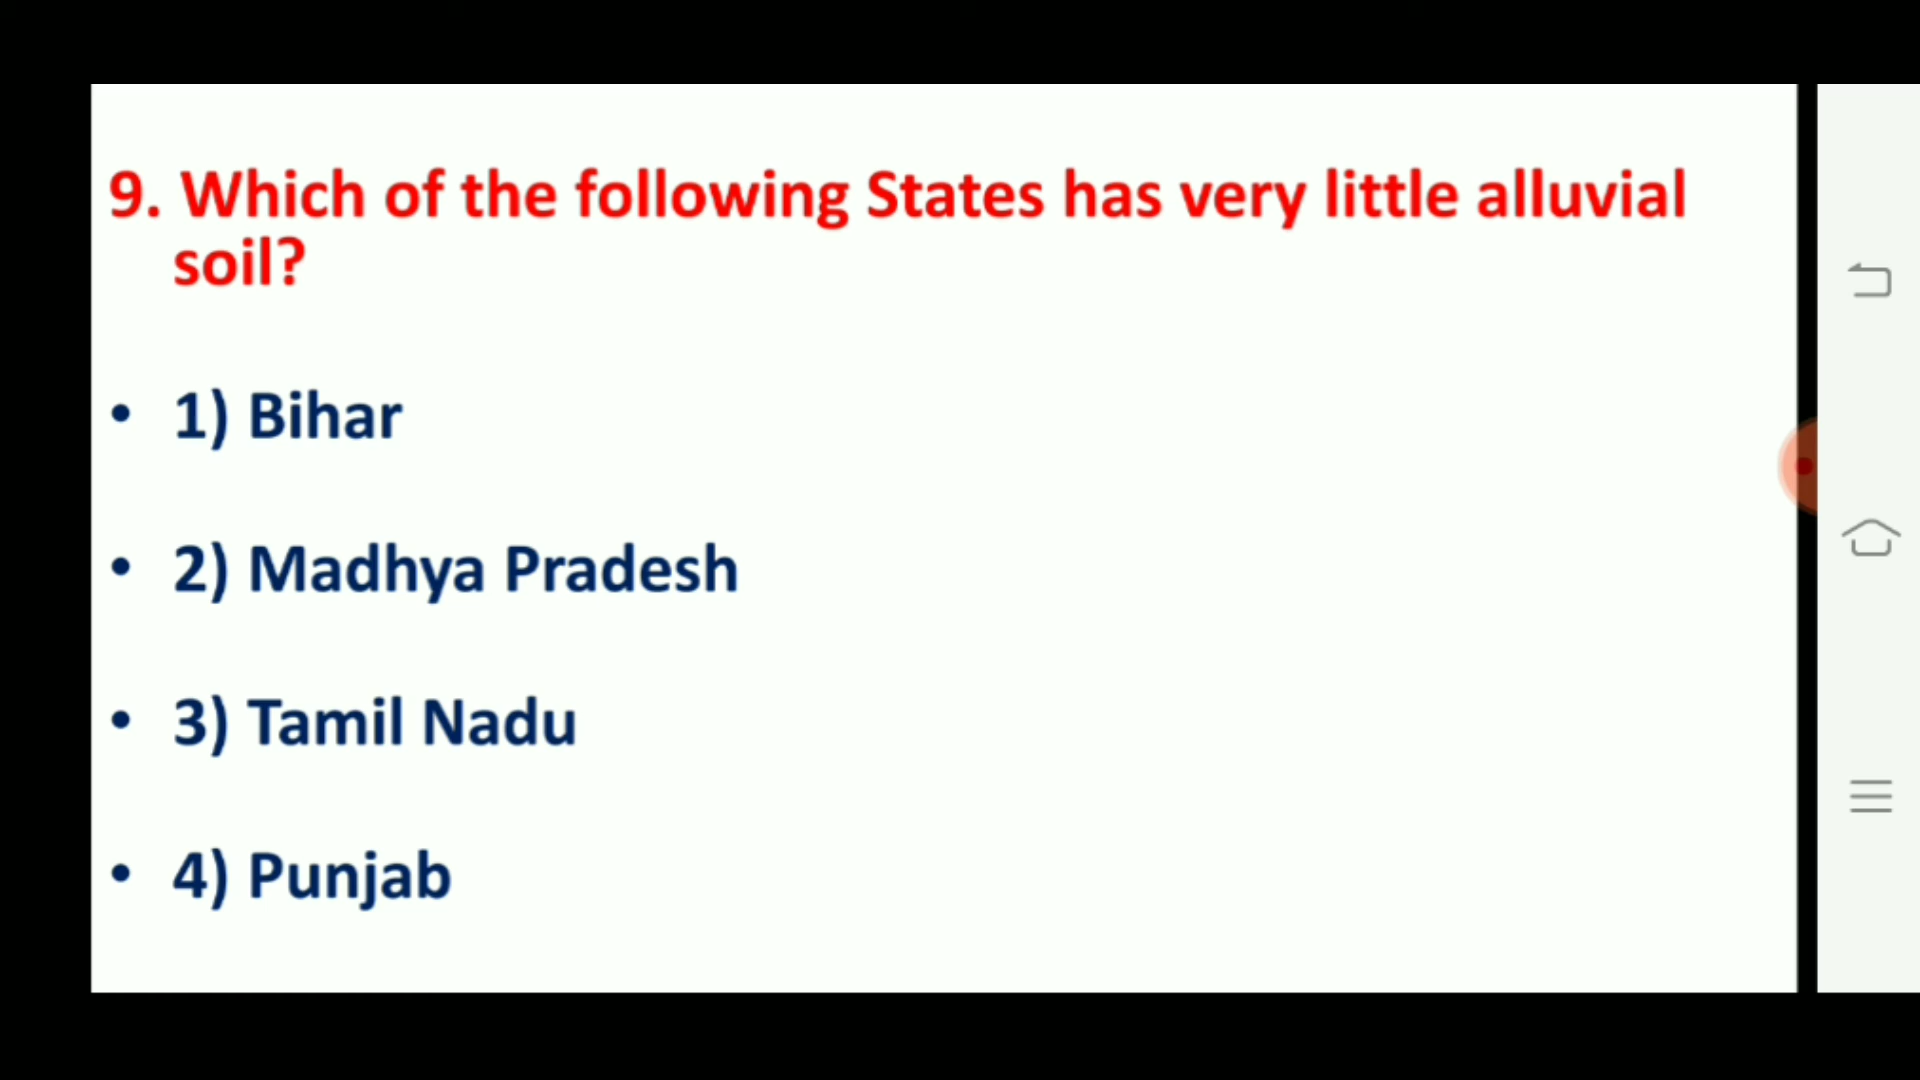 9. Which of the following States has very little alluvial
soil?
• 1) Bihar
• 2) Madhya Pradesh
• 3) Tamil Nadu
• 4) Punjab